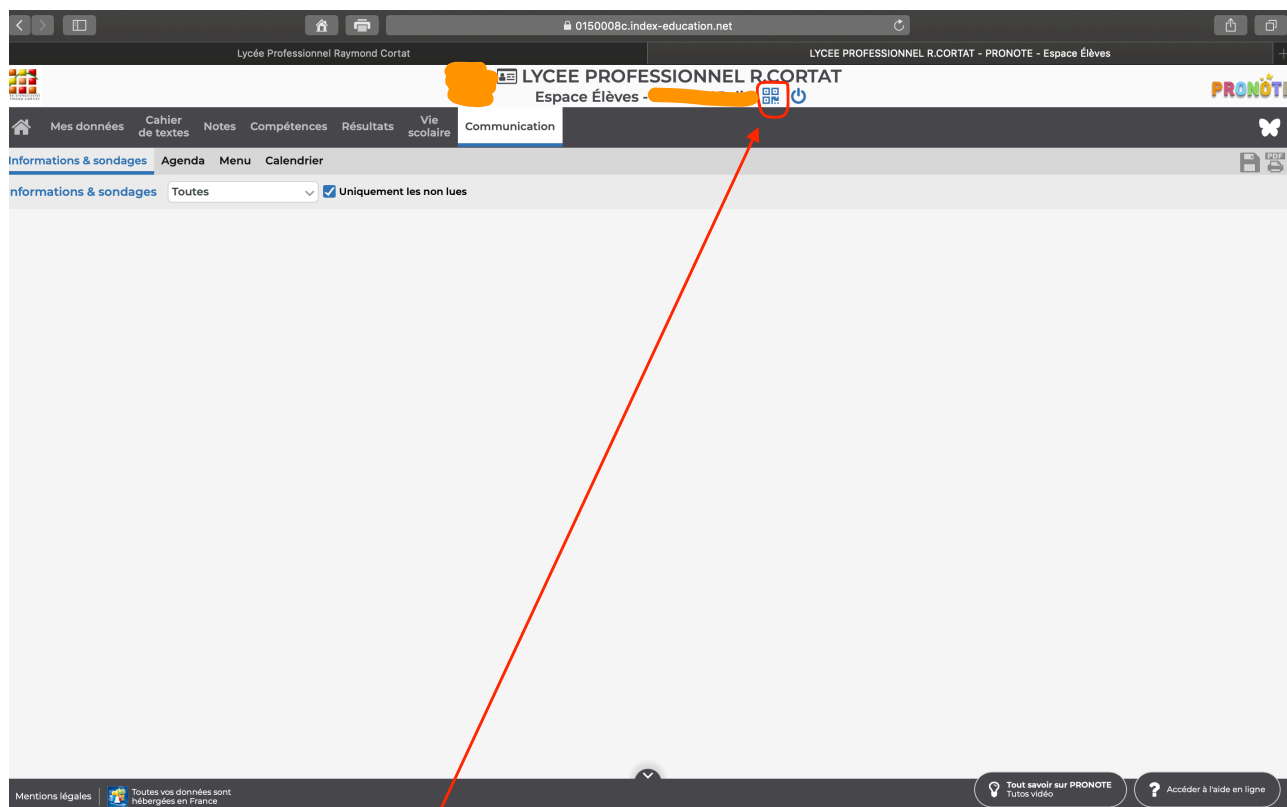 0150008c.index-education.net
Lycée Professionnel Raymond Cortat
LYCEE PROFESSIONNEL R.CORTAT - PRONOTE - Espace Élèves
LYCEE PROFESSIONNEL R.CORTAT
Espace Élèves -
PRONOTE
Mes données
Cahier
de textes
Notes
Compétences
Résultats
Vie
scolaire
Communication
Informations & sondages
Agenda
Menu
Calendrier
PDF
nformations & sondages
Toutes
Uniquement les non lues
Mentions légales
Toutes vos données sont
hébergées en France
Tout savoir sur PRONOTE
Tutos vidéo
? Accéder à l'aide en ligne